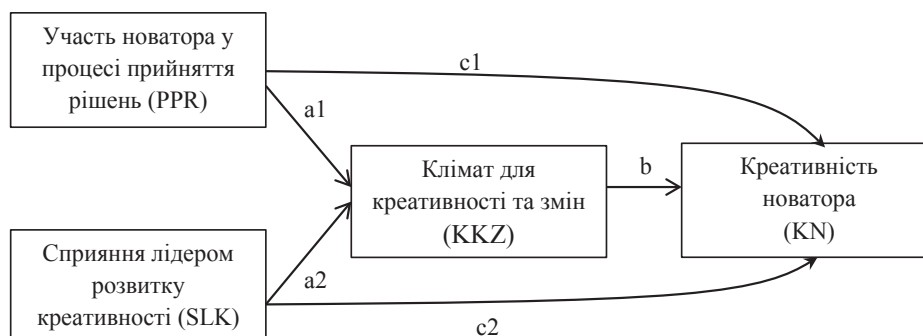 Участь новатора у
процесі прийняття
рішень (PPR)
c1
a1
Клімат для
креативності та змін
(KKZ)
b
Креативність
новатора
(KN)
Сприяння лідером
розвитку
креативності (SLK)
a2
c2